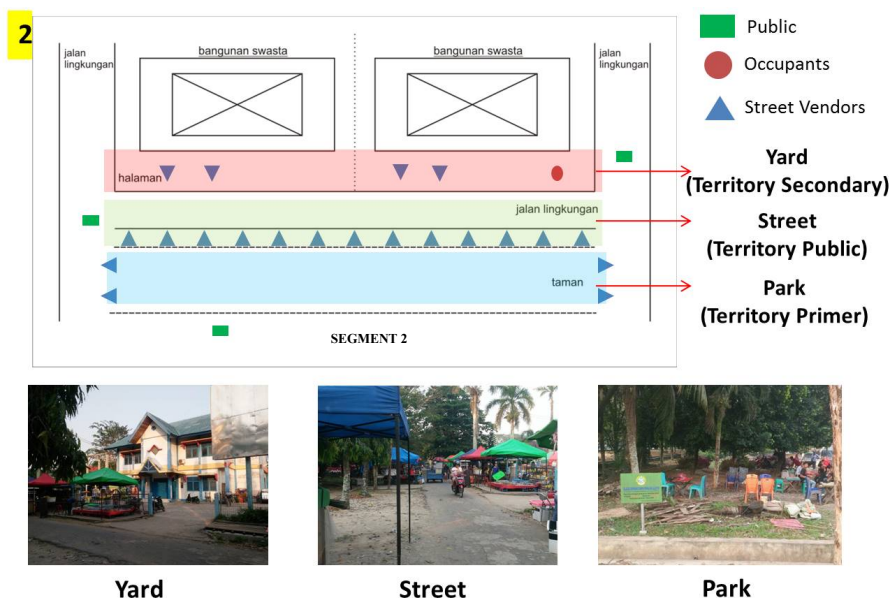 2
jalan
lingkungan
bangunan swasta
bangunan swasta
jalan
lingkungan
Public
Occupants
Street Vendors
halaman
Yard
(Territory Secondary)
jalan lingkungan
Street
(Territory Public)
taman
Park
(Territory Primer)
SEGMENT 2
Yard
Street
Park